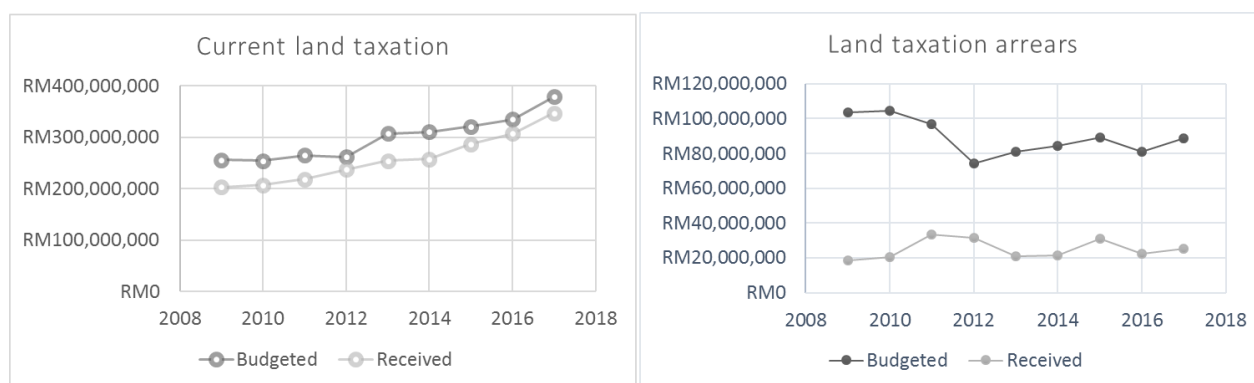 Current land taxation
RM400,000,000
RM300,000,000
RM200,000,000
RM100,000,000
RM0
2008 2010 2012 2014 2016 2018
Budgeted Received
Land taxation arrears
RM120,000,000
RM100,000,000
RM80,000,000
RM60,000,000
RM40,000,000
RM20,000,000
RM0
2008 2010 2012 2014 2016 2018
Budgeted Received